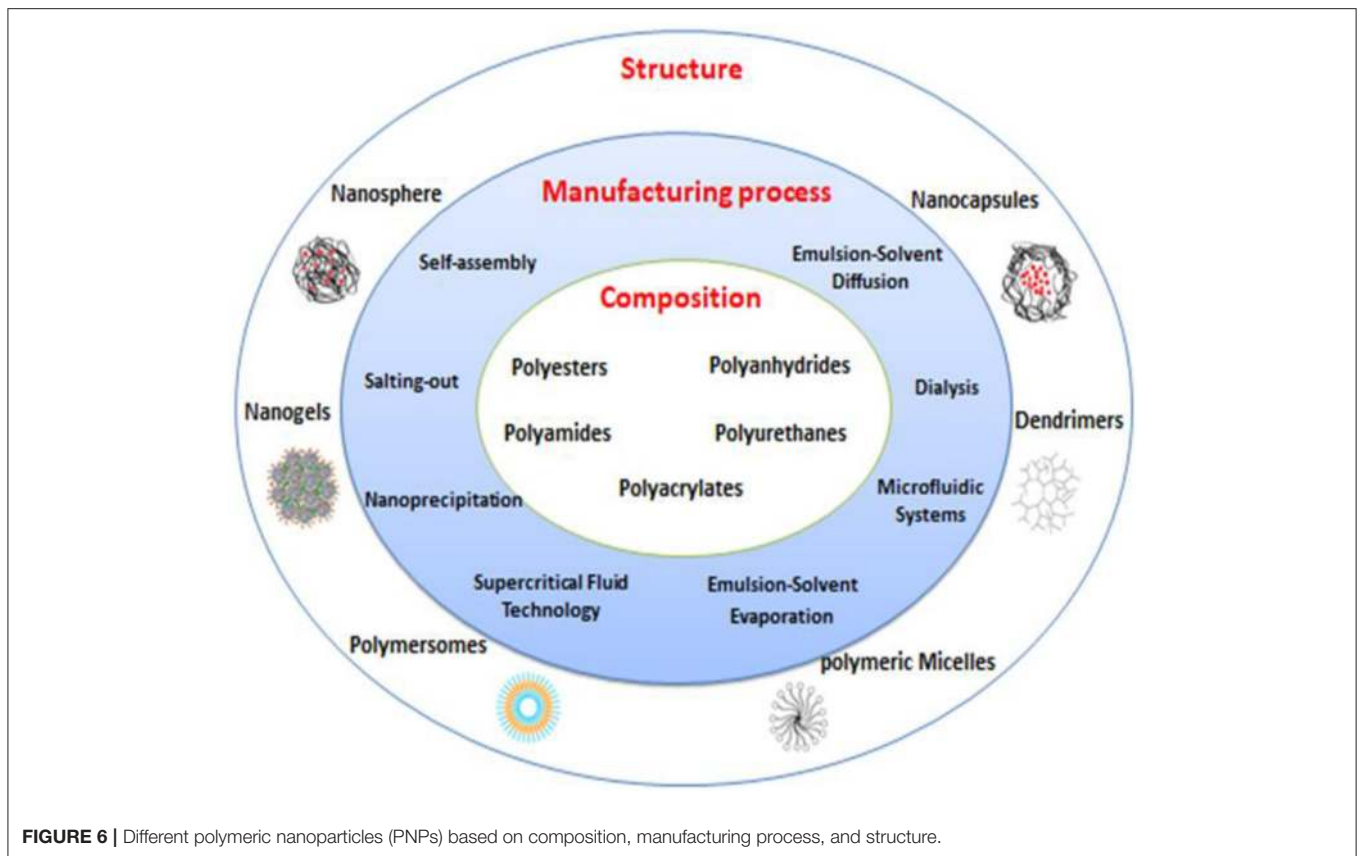 Structure
Nanosphere
Nanocapsules
Manufacturing process
Self-assembly
Emulsion-Solvent
Diffusion
Composition
Polyesters
Polyanhydrides
Salting-out
Dialysis
Nanogels
Dendrimers
Polyamides
Polyurethanes
Polyacrylates
Nanoprecipitation
Microfluidic
Systems
Supercritical Fluid
Technology
Emulsion-Solvent
Evaporation
Polymersomes
polymeric Micelles
FIGURE 6 | Different polymeric nanoparticles (PNPs) based on composition, manufacturing process, and structure.